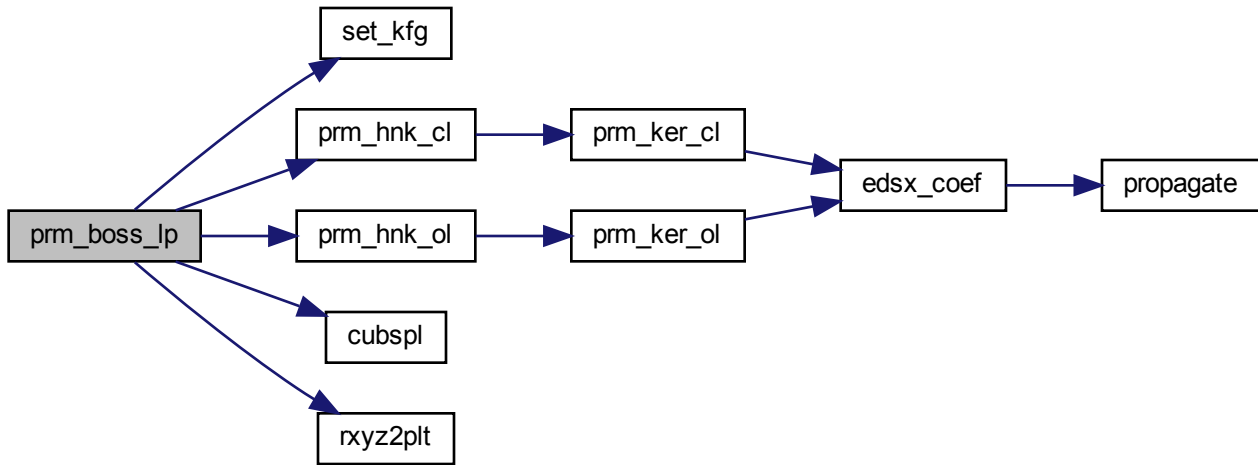 set_kfg
prm_hnk_cl
prm_ker_cl
edsx_coef
propagate
prm_boss_lp
prm_hnk_ol
prm_ker_ol
cubspl
rxyz2plt